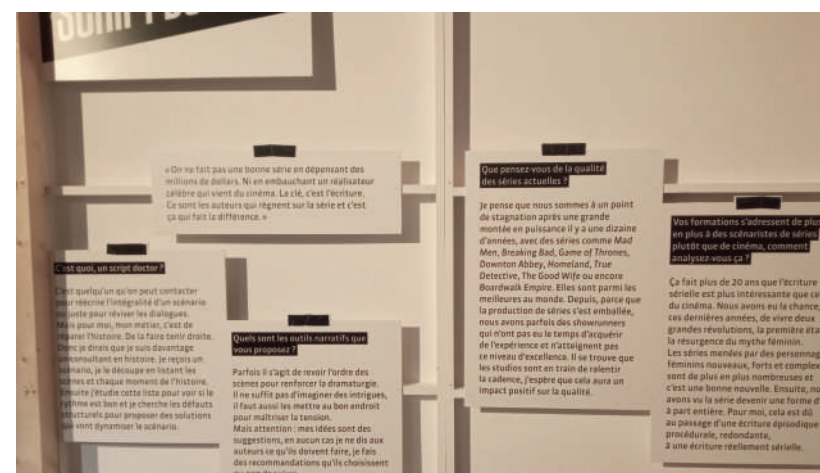 « On ne fait pas une bonne série en dépensant des
millions de dollars. Ni en embauchant un réalisateur
célèbre qui vient du cinéma. La clé, c'est l'écriture.
Ce sont les auteurs qui règnent sur la série et c'est
ça qui fait la différence. »
C'est quoi, un script doctor ?
C'est quelqu'un qu'on peut contacter
pour réécrire l'intégralité d'un scénario
ou juste pour réviser les dialogues.
Mais pour moi, mon métier, c'est de
réparer l'histoire. De la faire tenir droite.
Donc je dirais que je suis davantage
consultant en histoire. Je reçois un
scénario, je le découpe en listant les
scènes et chaque moment de l'histoire.
Ensuite j'étudie cette liste pour voir si le
rythme est bon et je cherche les défauts
structurels pour proposer des solutions
qui vont dynamiser le scénario.
Quels sont les outils narratifs que
vous proposez ?
Parfois il s'agit de revoir l'ordre des
scènes pour renforcer la dramaturgie.
Il ne suffit pas d'imaginer des intrigues,
il faut aussi les mettre au bon endroit
pour maîtriser la tension.
Mais attention : mes idées sont des
suggestions, en aucun cas je ne dis aux
auteurs ce qu'ils doivent faire, je fais
des recommandations qu'ils choisissent
Que pensez-vous de la qualité
des séries actuelles ?
Je pense que nous sommes à un point
de stagnation après une grande
montée en puissance il y a une dizaine
d'années, avec des séries comme Mad
Men, Breaking Bad, Game of Thrones,
Downton Abbey, Homeland, True
Detective, The Good Wife ou encore
Boardwalk Empire. Elles sont parmi les
meilleures au monde. Depuis, parce que
la production de séries s'est emballée,
nous avons parfois des showrunners
qui n'ont pas eu le temps d'acquérir
de l'expérience et n'atteignent pas
ce niveau d'excellence. Il se trouve que
les studios sont en train de relentir
la cadence, j'espère que cela aura un
impact positif sur la qualité.
Vos formations s'adressent de plus
en plus à des scénaristes de séries
plutôt que de cinéma, comment
analysez-vous ça ?
Ça fait plus de 20 ans que l'écriture
sérielle est plus intéressante que ce
du cinéma. Nous avons eu la chance,
ces dernières années, de vivre deux
grandes révolutions, la première éta
la résurgence du mythe féminin.
Les séries mendes par des personnag
féminins nouveaux, forts et complex
sont de plus en plus nombreuses et
c'est une bonne nouvelle. Ensuite, no
avons vu la série devenir une forme d'
à part entière. Pour moi, cela est dû
au passage d'une écriture épisodique
procédurale, redondante,
à une écriture réellement sérielle.